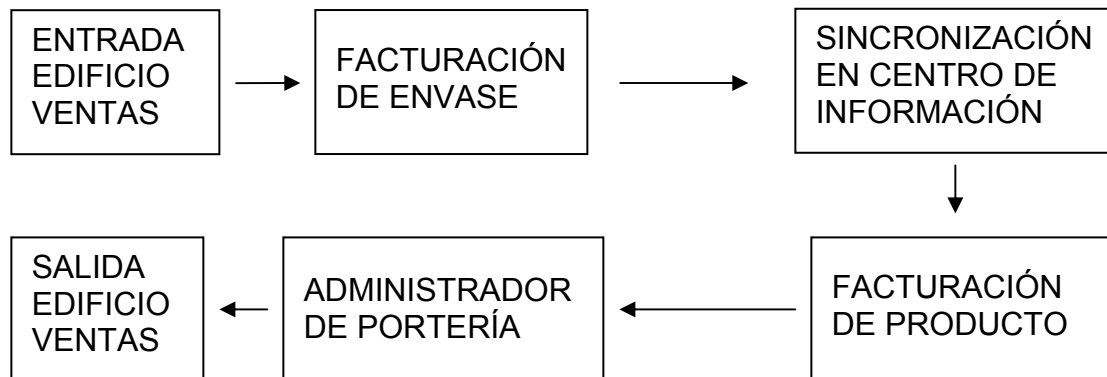 ENTRADA
EDIFICIO
VENTAS
FACTURACIÓN
DE ENVASE
SINCRONIZACIÓN
EN CENTRO DE
INFORMACIÓN
FACTURACIÓN
DE PRODUCTO
ADMINISTRADOR
DE PORTERÍA
SALIDA
EDIFICIO
VENTAS